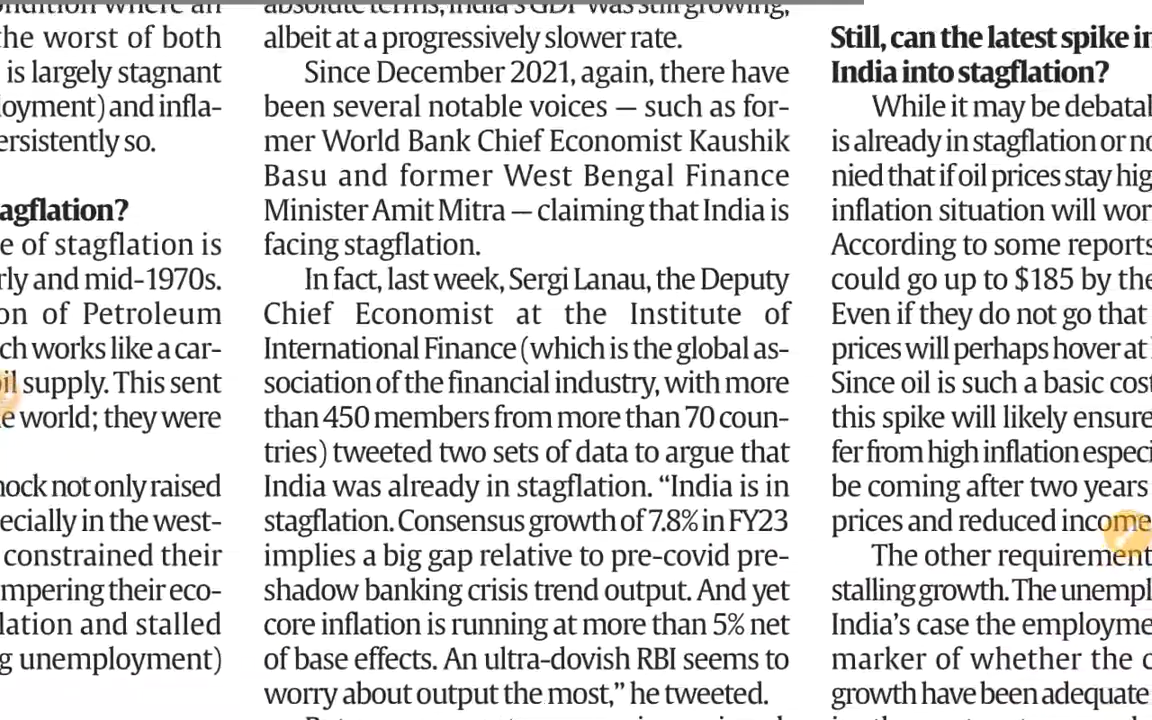 the worst of both
is largely stagnant
loyment) and infla-
ersistently so.
agflation?
e of stagflation is
rly and mid-1970s.
on of Petroleum
ch works like a car-
oil supply. This sent
e world; they were
hock not only raised
ecially in the west-
constrained their
mpering their eco-
lation and stalled
g unemployment)
absolute terms, India's GDP was still growing,
albeit at a progressively slower rate.
Since December 2021, again, there have
been several notable voices — such as for-
mer World Bank Chief Economist Kaushik
Basu and former West Bengal Finance
Minister Amit Mitra — claiming that India is
facing stagflation.
In fact, last week, Sergi Lanau, the Deputy
Chief Economist at the Institute of
International Finance (which is the global as-
sociation of the financial industry, with more
than 450 members from more than 70 coun-
tries) tweeted two sets of data to argue that
India was already in stagflation. “India is in
stagflation. Consensus growth of 7.8% in FY23
implies a big gap relative to pre-covid pre-
shadow banking crisis trend output. And yet
core inflation is running at more than 5% net
of base effects. An ultra-dovish RBI seems to
worry about output the most,” he tweeted.
Still, can the latest spike in
India into stagflation?
While it may be debatab
is already in stagflation or no
nied that if oil prices stay hig
inflation situation will wor
According to some reports
could go up to $185 by the
Even if they do not go that
prices will perhaps hover at
Since oil is such a basic cost
this spike will likely ensure
fer from high inflation especi
be coming after two years
prices and reduced income
The other requirement
stalling growth. The unempl
India's case the employme
marker of whether the c
growth have been adequate